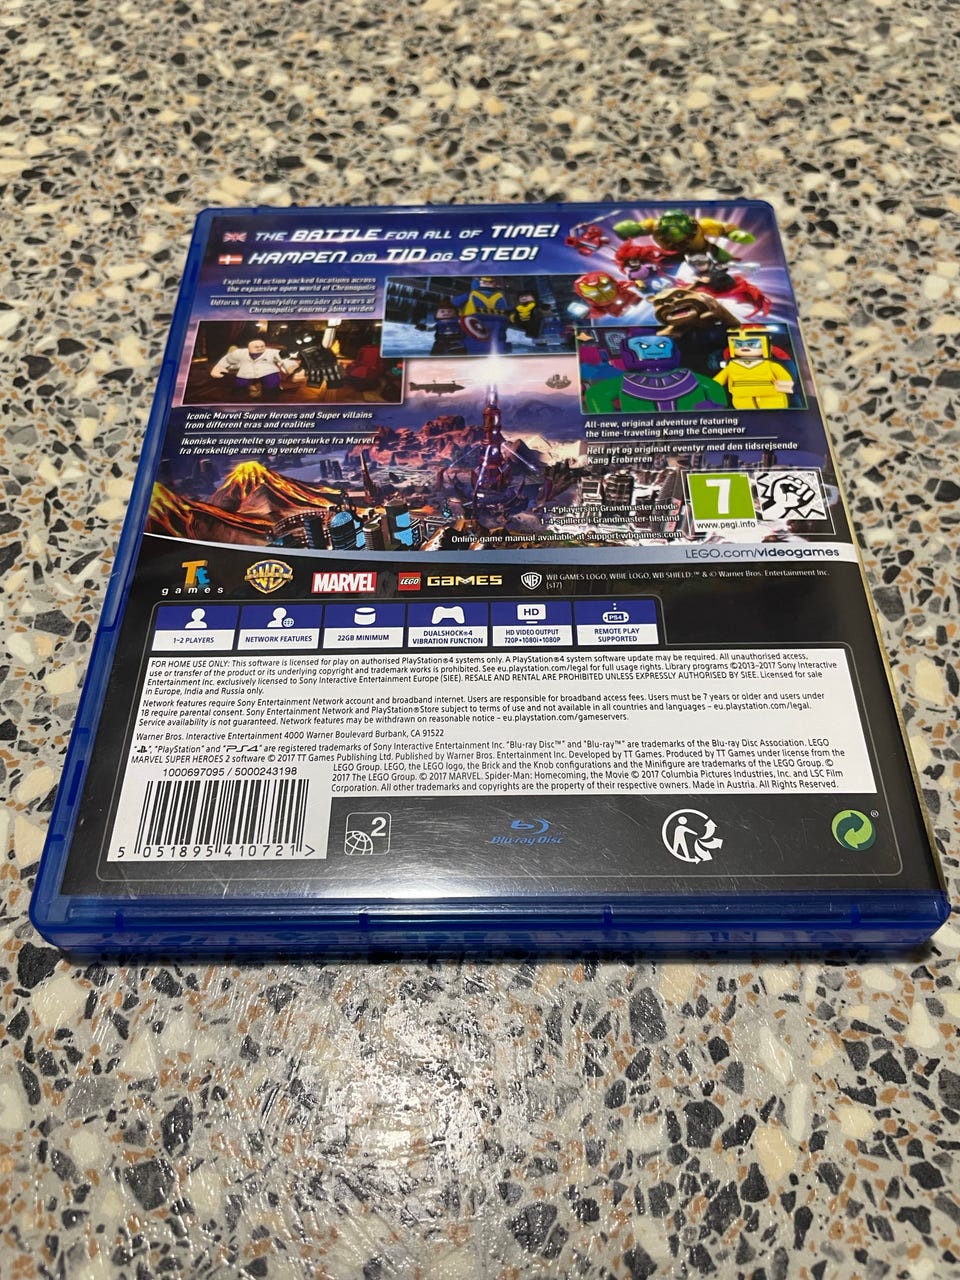 THE BATTLE FOR ALL OF TIME!
KAMPEN OM TID OG STED!
Explore 18 action packed locations across
the expansive open world of Chronopolis
Udforsk 18 actionfyldte områder på tværs af
Chronopolis' enorme åbne verden
Iconic Marvel Super Heroes and Super villains
from different eras and realities
Ikoniske superhelte og superskurke fra Marvel
fra forskellige æraer og verdener
All-new, original adventure featuring
the time-traveling Kang the Conqueror
Helt nyt og originalt eventyr med den tidsrejsende
Kang Erobreren
1-4 players in Grandmaster mode
1-4 spillere i Grandmaster-tilstand
Online game manual available at support.wbgames.com
7
www.pegi.info
LEGO.com/videogames
Tt games
WB
MARVEL
LEGO GAMES
WB GAMES LOGO, WBIE LOGO, WB SHIELD: ™ & © Warner Bros. Entertainment Inc.
(s17)
1-2 PLAYERS
NETWORK FEATURES
22GB MINIMUM
DUALSHOCK®4
VIBRATION FUNCTION
HD
HD VIDEO OUTPUT
720P•1080i•1080P
PS4
REMOTE PLAY
SUPPORTED
FOR HOME USE ONLY: This software is licensed for play on authorised PlayStation®4 systems only. A PlayStation®4 system software update may be required. All unauthorised access,
use or transfer of the product or its underlying copyright and trademark works is prohibited. See eu.playstation.com/legal for full usage rights. Library programs ©2013-2017 Sony Interactive
Entertainment Inc. exclusively licensed to Sony Interactive Entertainment Europe (SIEE). RESALE AND RENTAL ARE PROHIBITED UNLESS EXPRESSLY AUTHORISED BY SIEE. Licensed for sale
in Europe, India and Russia only.
Network features require Sony Entertainment Network account and broadband internet. Users are responsible for broadband access fees. Users must be 7 years or older and users under
18 require parental consent. Sony Entertainment Network and PlayStation®Store subject to terms of use and not available in all countries and languages – eu.playstation.com/legal.
Service availability is not guaranteed. Network features may be withdrawn on reasonable notice – eu.playstation.com/gameservers.
Warner Bros. Interactive Entertainment 4000 Warner Boulevard Burbank, CA 91522
"PS", "PlayStation" and "PS4" are registered trademarks of Sony Interactive Entertainment Inc. "Blu-ray Disc™" and "Blu-ray™" are trademarks of the Blu-ray Disc Association. LEGO
MARVEL SUPER HEROES 2 software © 2017 TT Games Publishing Ltd. Published by Warner Bros. Entertainment Inc. Developed by TT Games. Produced by TT Games under license from the
LEGO Group. LEGO, the LEGO logo, the Brick and the Knob configurations and the Minifigure are trademarks of the LEGO Group. ©
2017 The LEGO Group. © 2017 MARVEL. Spider-Man: Homecoming, the Movie © 2017 Columbia Pictures Industries, Inc. and LSC Film
Corporation. All other trademarks and copyrights are the property of their respective owners. Made in Austria. All Rights Reserved.
1000697095 / 5000243198
5 051895 410721 >
2
Blu-ray Disc
®